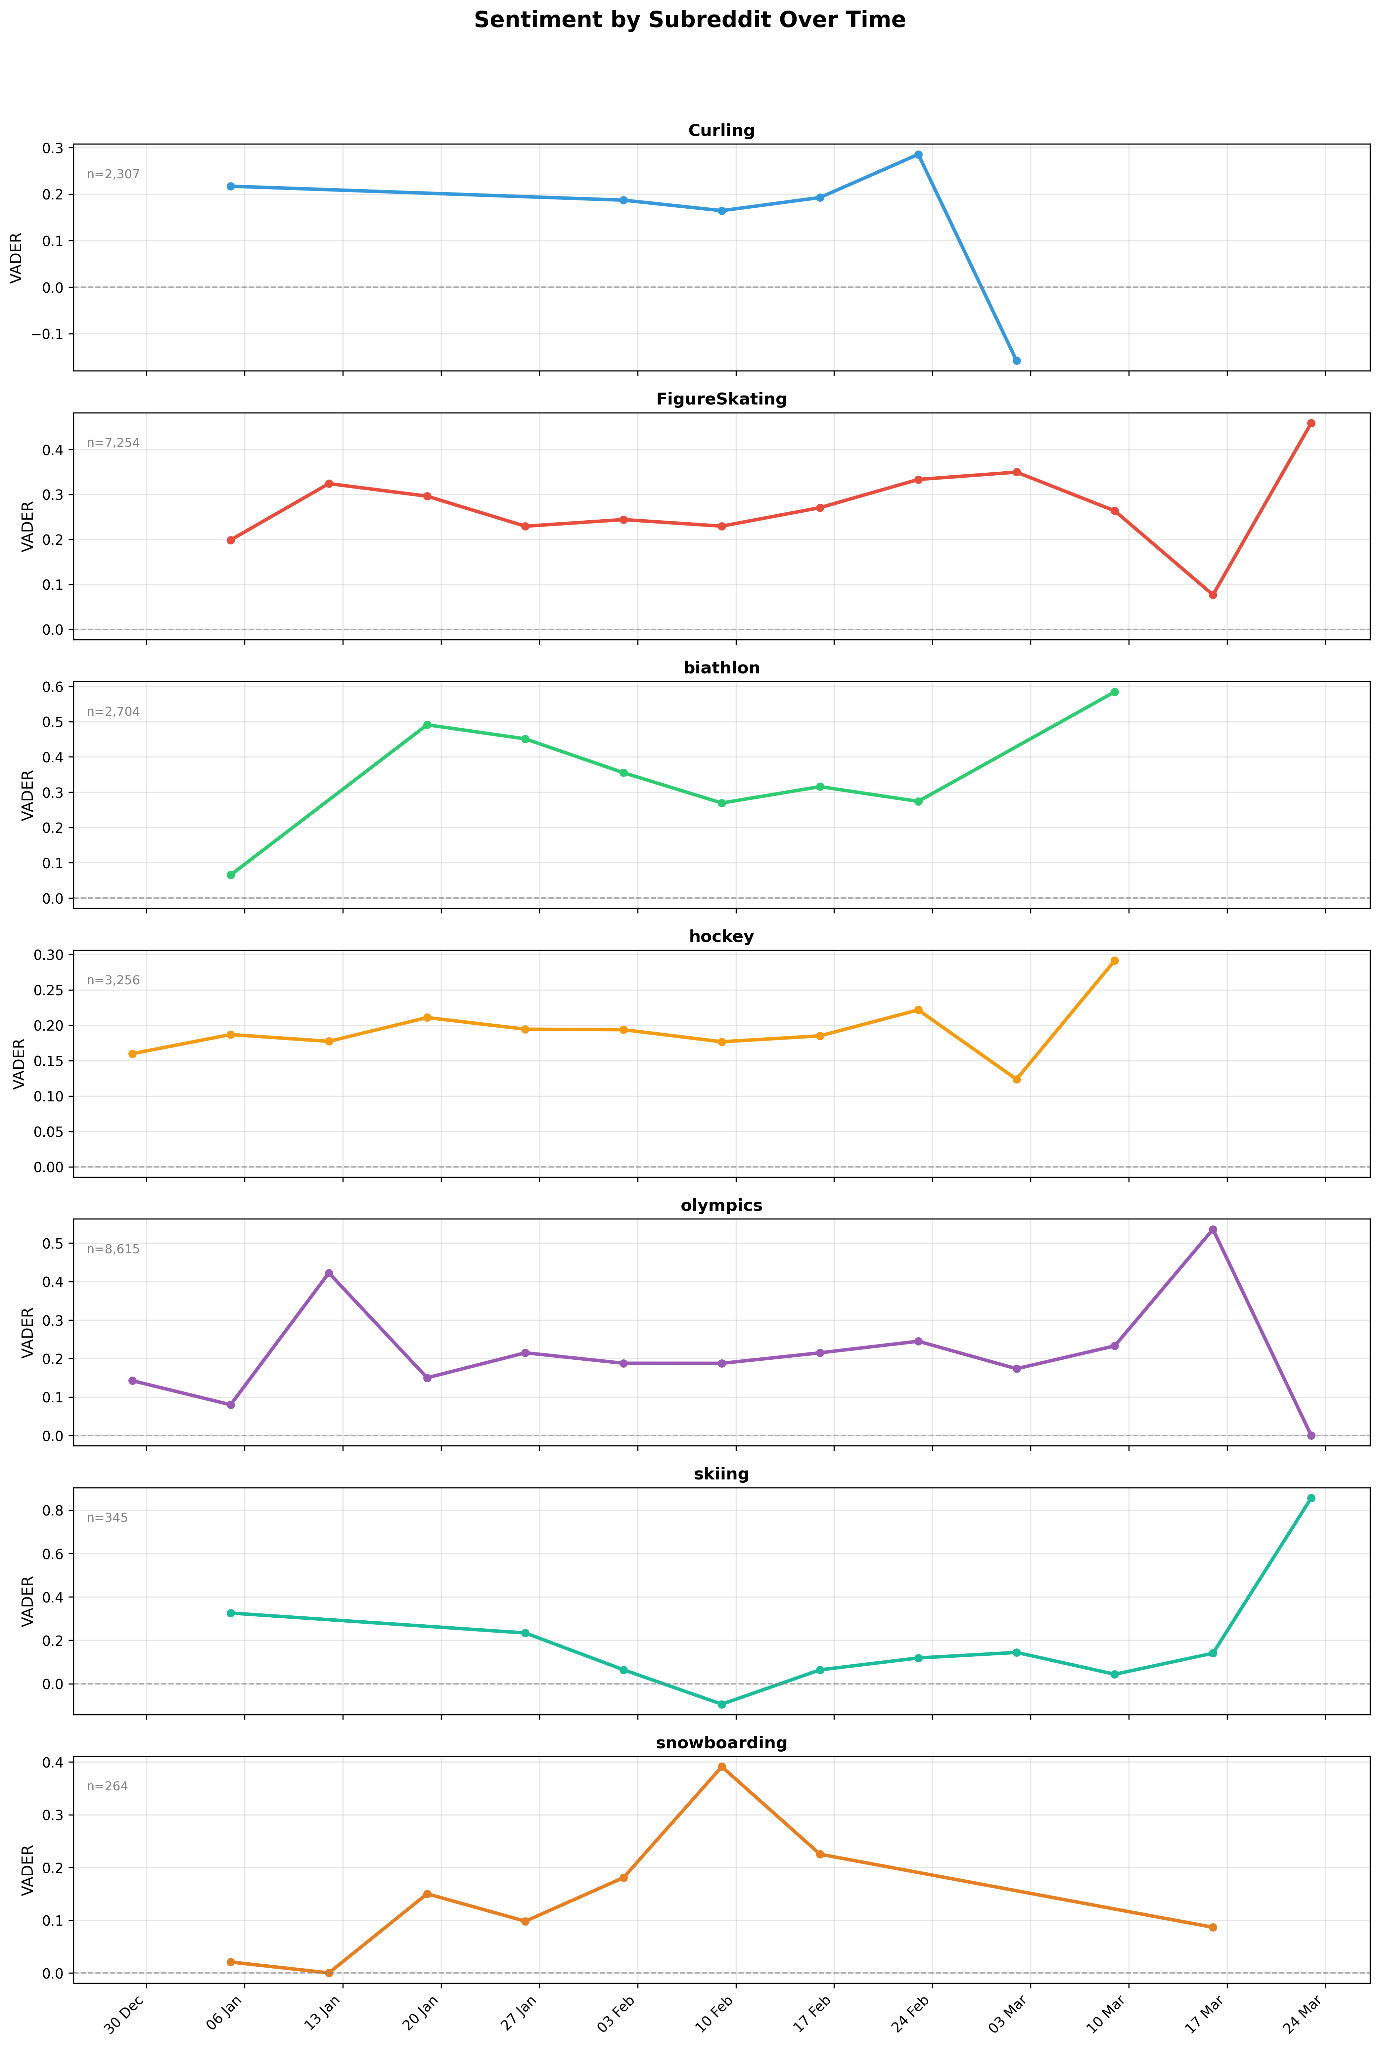 Sentiment by Subreddit Over Time
Curling
n=2,307
VADER
0.3
0.2
0.1
0.0
−0.1
FigureSkating
n=7,254
VADER
0.4
0.3
0.2
0.1
0.0
biathlon
n=2,704
VADER
0.6
0.5
0.4
0.3
0.2
0.1
0.0
hockey
n=3,256
VADER
0.30
0.25
0.20
0.15
0.10
0.05
0.00
olympics
n=8,615
VADER
0.5
0.4
0.3
0.2
0.1
0.0
skiing
n=345
VADER
0.8
0.6
0.4
0.2
0.0
snowboarding
n=264
VADER
0.4
0.3
0.2
0.1
0.0
30 Dec
06 Jan
13 Jan
20 Jan
27 Jan
03 Feb
10 Feb
17 Feb
24 Feb
03 Mar
10 Mar
17 Mar
24 Mar